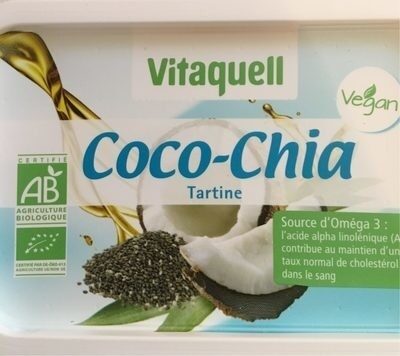 Vitaquell
Vegan
Coco-Chia
Tartine
CERTIFIÉ
AB
AGRICULTURE
BIOLOGIQUE
Source d'Oméga 3 :
l'acide alpha linolénique (A
contribue au maintien d'un
taux normal de cholestérol
dans le sang